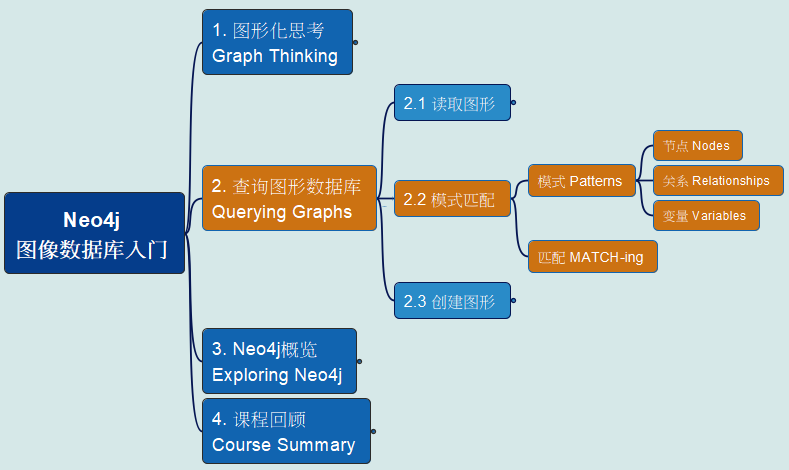 Neo4j
图像数据库入门
1. 图形化思考
Graph Thinking
2. 查询图形数据库
Querying Graphs
2.1 读取图形
2.2 模式匹配
模式 Patterns
节点 Nodes
关系 Relationships
变量 Variables
匹配 MATCH-ing
2.3 创建图形
3. Neo4j概览
Exploring Neo4j
4. 课程回顾
Course Summary